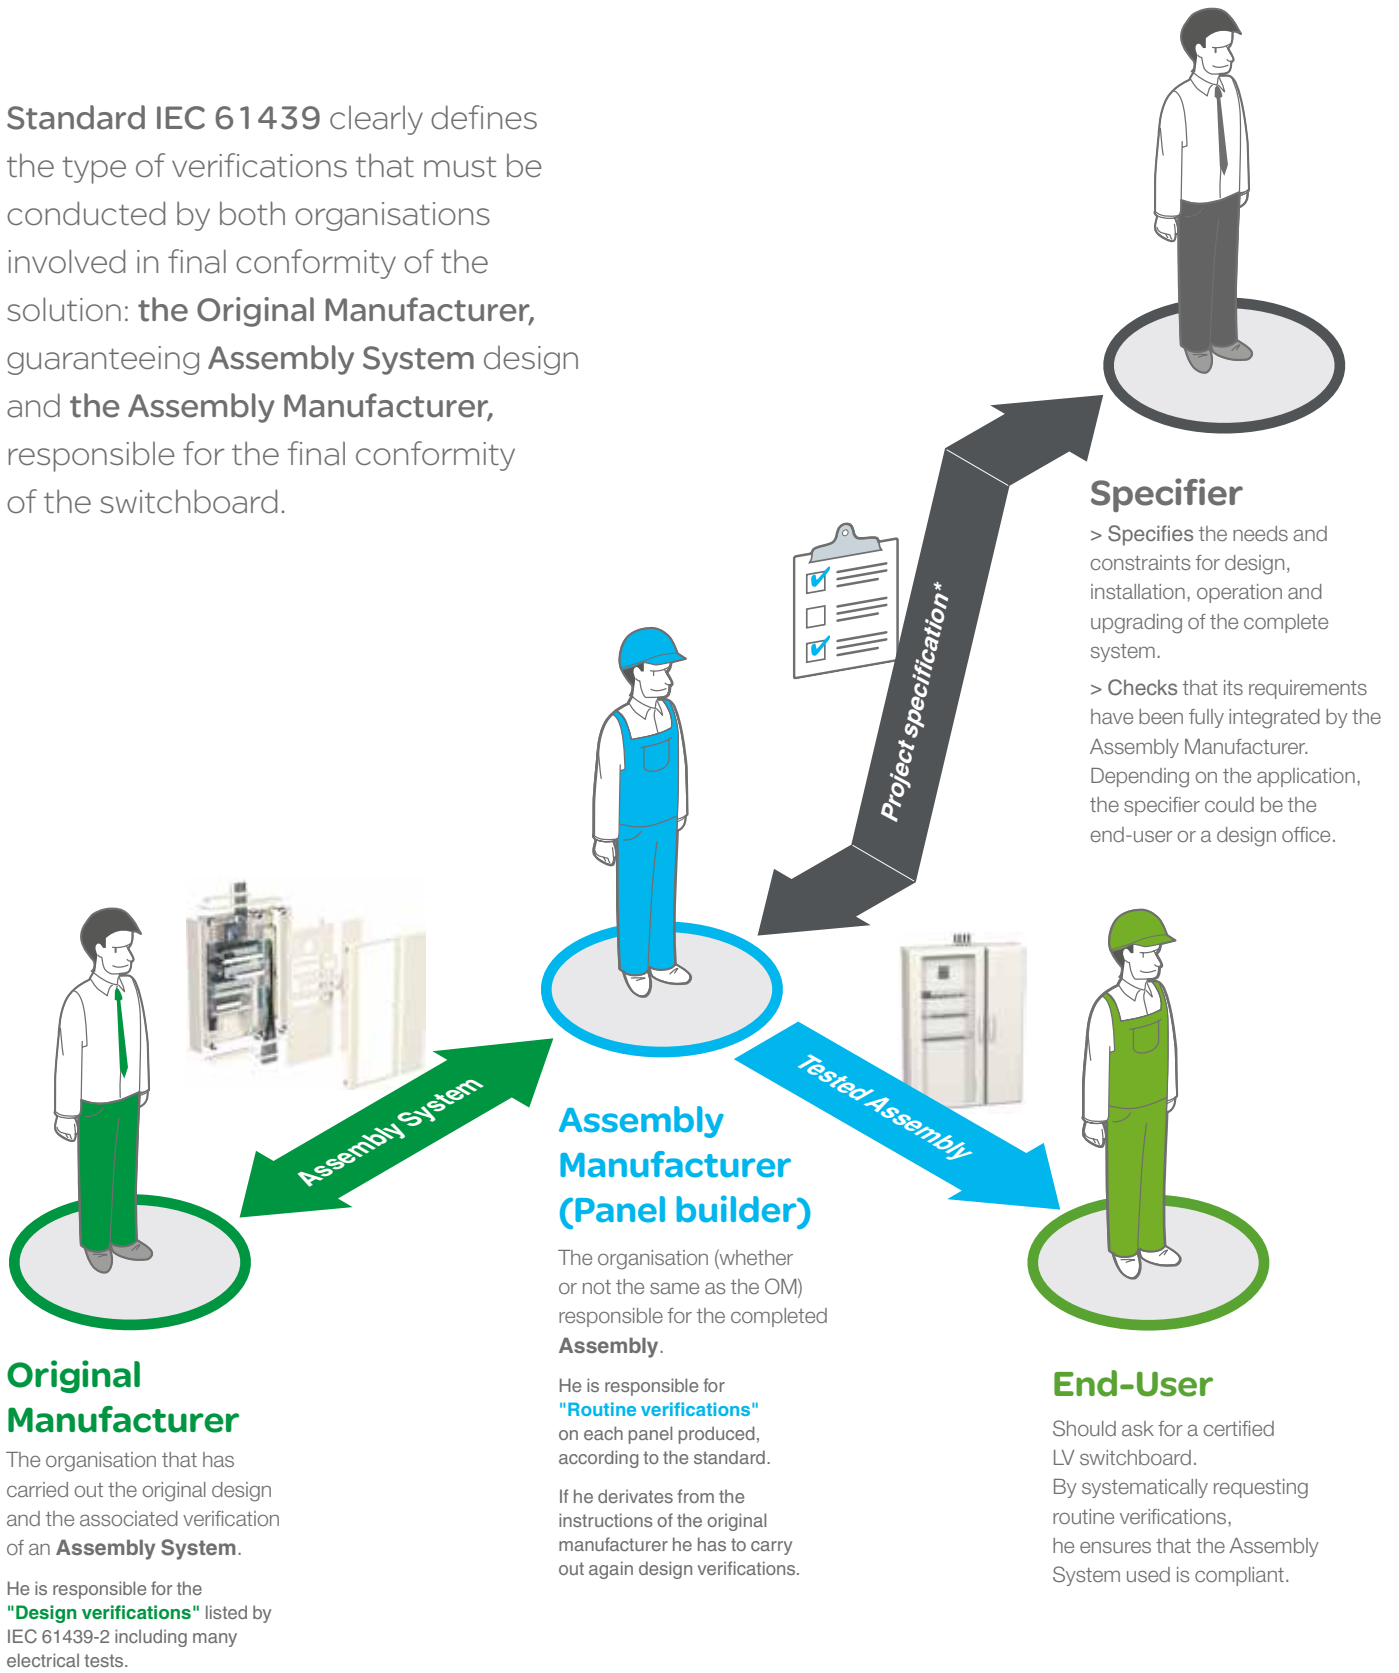 Standard IEC 61439 clearly defines
the type of verifications that must be
conducted by both organisations
involved in final conformity of the
solution: the Original Manufacturer,
guaranteeing Assembly System design
and the Assembly Manufacturer,
responsible for the final conformity
of the switchboard.
Specifier
> Specifies the needs and
constraints for design,
installation, operation and
upgrading of the complete
system.
> Checks that its requirements
have been fully integrated by the
Assembly Manufacturer.
Depending on the application,
the specifier could be the
end-user or a design office.
Project specification*
Assembly System
Tested Assembly
Assembly
Manufacturer
(Panel builder)
The organisation (whether
or not the same as the OM)
responsible for the completed
Assembly.
He is responsible for
"Routine verifications"
on each panel produced,
according to the standard.
If he derivates from the
instructions of the original
manufacturer he has to carry
out again design verifications.
Original
Manufacturer
The organisation that has
carried out the original design
and the associated verification
of an Assembly System.
He is responsible for the
"Design verifications" listed by
IEC 61439-2 including many
electrical tests.
End-User
Should ask for a certified
LV switchboard.
By systematically requesting
routine verifications,
he ensures that the Assembly
System used is compliant.